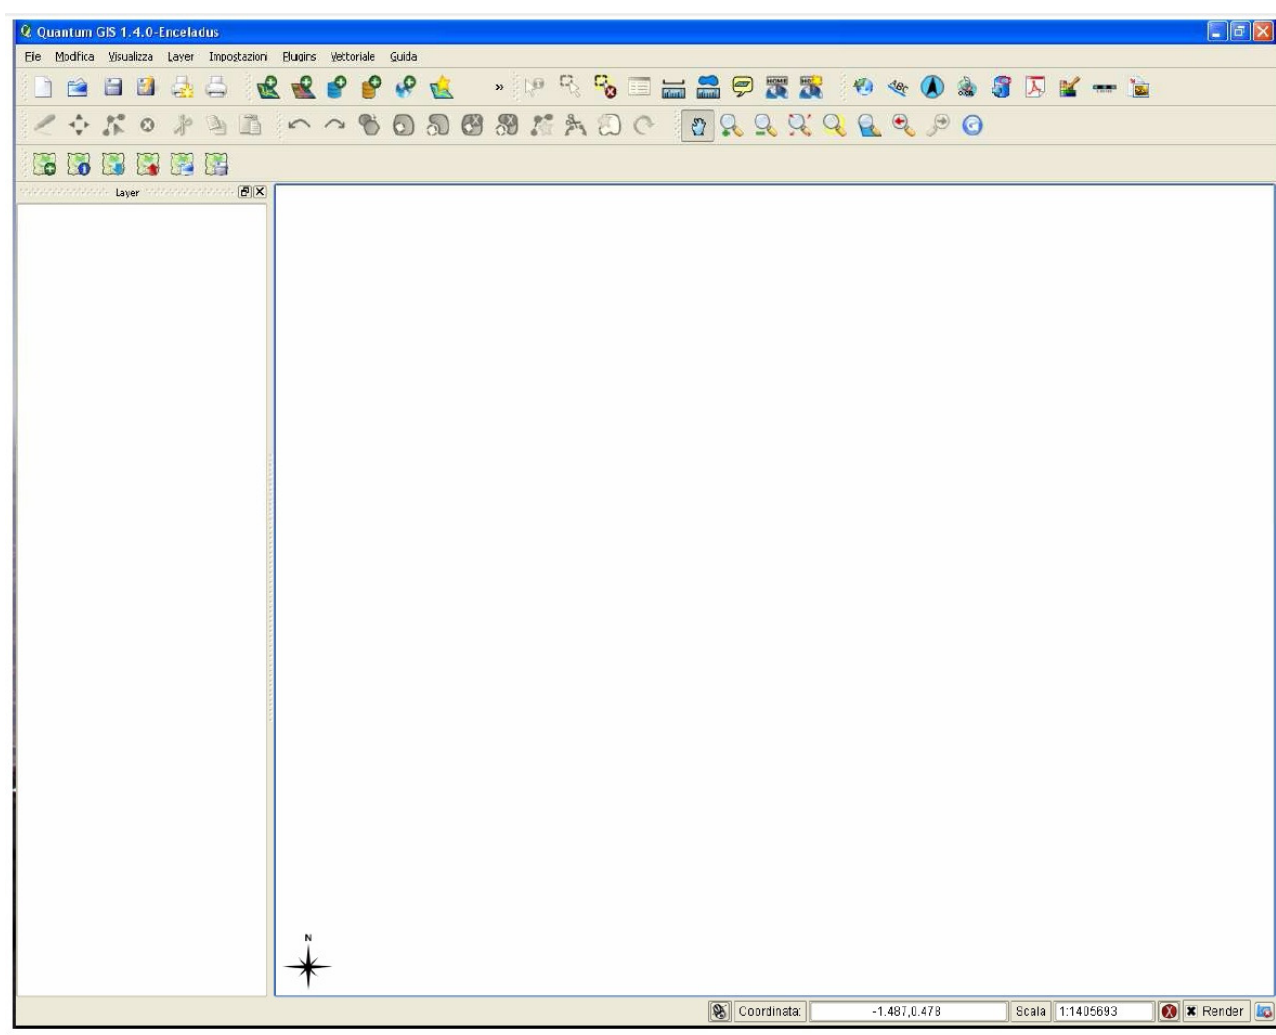 Quantum GIS 1.4.0-Enceladus
File Modifica Visualizza Layer Impostazioni Plugins Vettoriale Guida
Layer
N
Coordinata: -1.487,0.478 Scala 1:1405693 Render